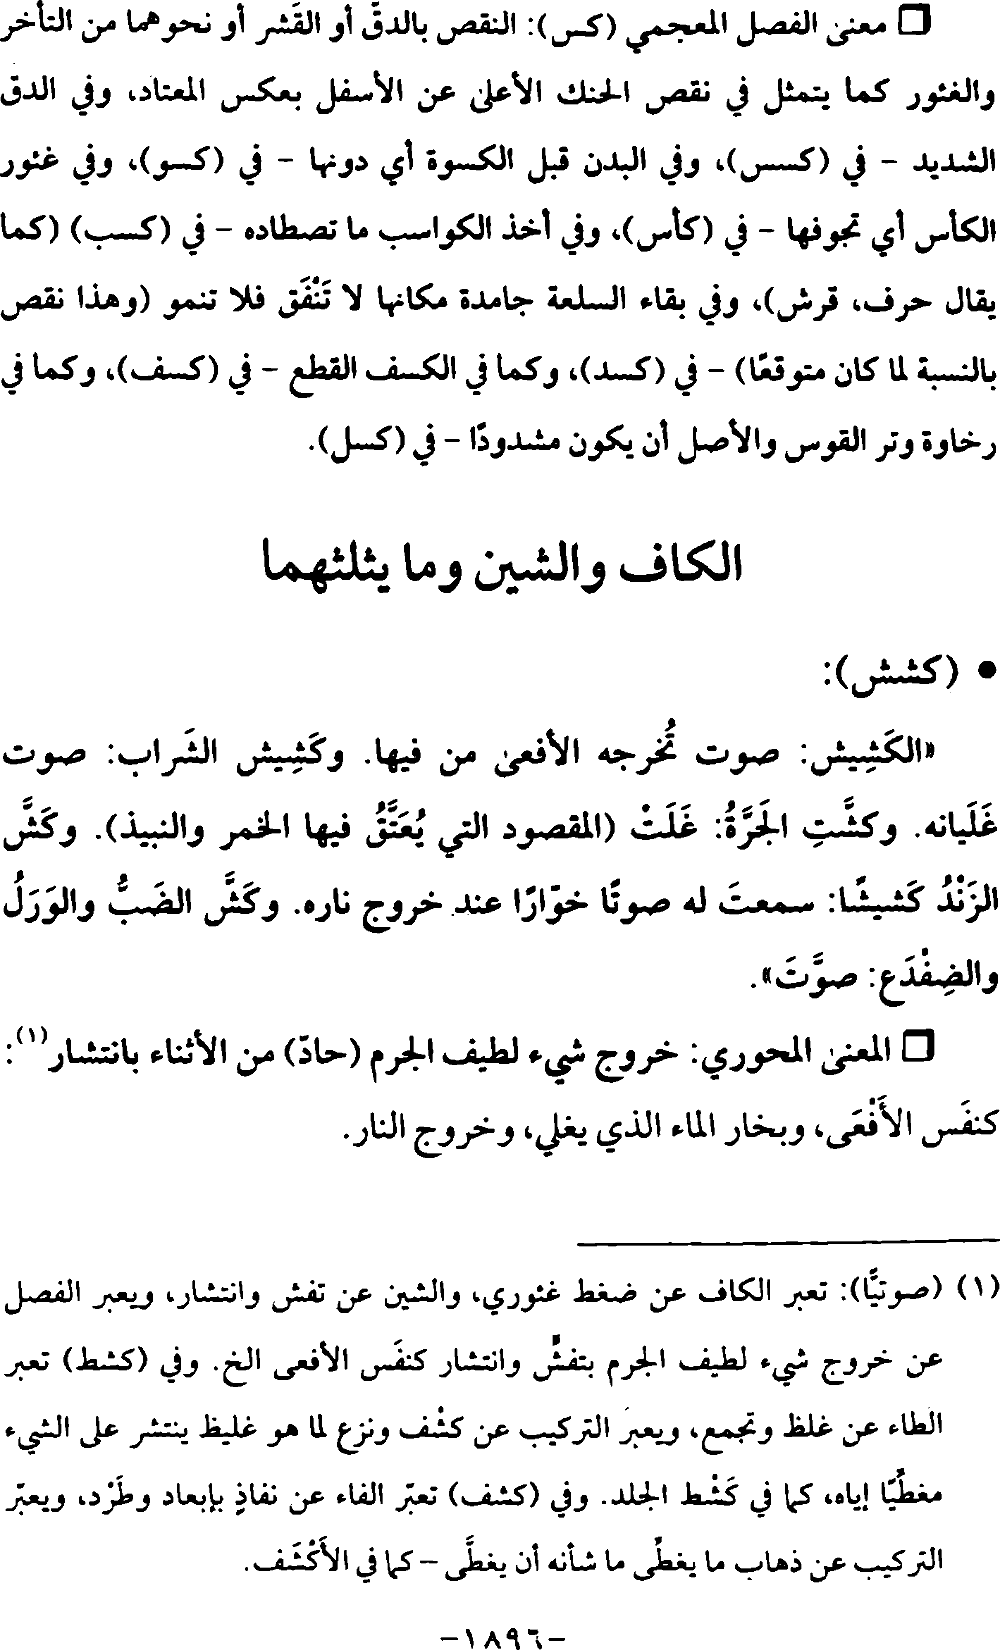 ❒ معنى الفصل المعجمي (كس): النقص بالدقّ أو القَشر أو نحوهما من التأخر
والغئور كما يتمثل في نقص الحنك الأعلى عن الأسفل بعكس المعتاد، وفي الدق
الشديد - في (كسس)، وفي البدن قبل الكسوة أي دونها - في (كسو)، وفي غئور
الكأس أي تجوفها - في (كأس)، وفي أخذ الكواسب ما تصطاده - في (كسب) (كما
يقال حرف، قرش)، وفي بقاء السلعة جامدة مكانها لا تَنْفَق فلا تنمو (وهذا نقص
بالنسبة لما كان متوقعًا) - في (كسد)، وكما في الكسف القطع - في (كسف)، وكما في
رخاوة وتر القوس والأصل أن يكون مشدودًا - في (كسل).
الكاف والشين وما يثلثهما
• (كشش):
«الكَشِيش: صوت تُخرجه الأفعى من فيها. وكَشِيش الشَراب: صوت
غَلَيانه. وكشَّتِ الجَرَّةُ: غَلَتْ (المقصود التي يُعَتَّقُ فيها الخمر والنبيذ). وكَشَّ
الزَنْدُ كَشيشًا: سمعتَ له صوتًا خوّارًا عند خروج ناره. وكَشَّ الضَبُّ والوَرَلُ
والضِفْدَع: صوَّتَ».
❒ المعنى المحوري: خروج شيء لطيف الجرم (حادّ) من الأثناء بانتشار(١):
كنفَس الأَفْعَى، وبخار الماء الذي يغلي، وخروج النار.
(١) (صوتيًّا): تعبر الكاف عن ضغط غئوري، والشين عن تفش وانتشار، ويعبر الفصل
عن خروج شيء لطيف الجرم بتفشٍّ وانتشار كنفَس الأفعى الخ. وفي (كشط) تعبر
الطاء عن غلظ وتجمع، ويعبر التركيب عن كشْف ونزع لما هو غليظ ينتشر على الشيء
مغطِّيًا إياه، كما في كَشْط الجلد. وفي (كشف) تعبّر الفاء عن نفاذٍ بإبعاد وطَرْد، ويعبّر
التركيب عن ذهاب ما يغطِّى ما شأنه أن يغطَّى - كما في الأَكْشَف.
-١٨٩٦-